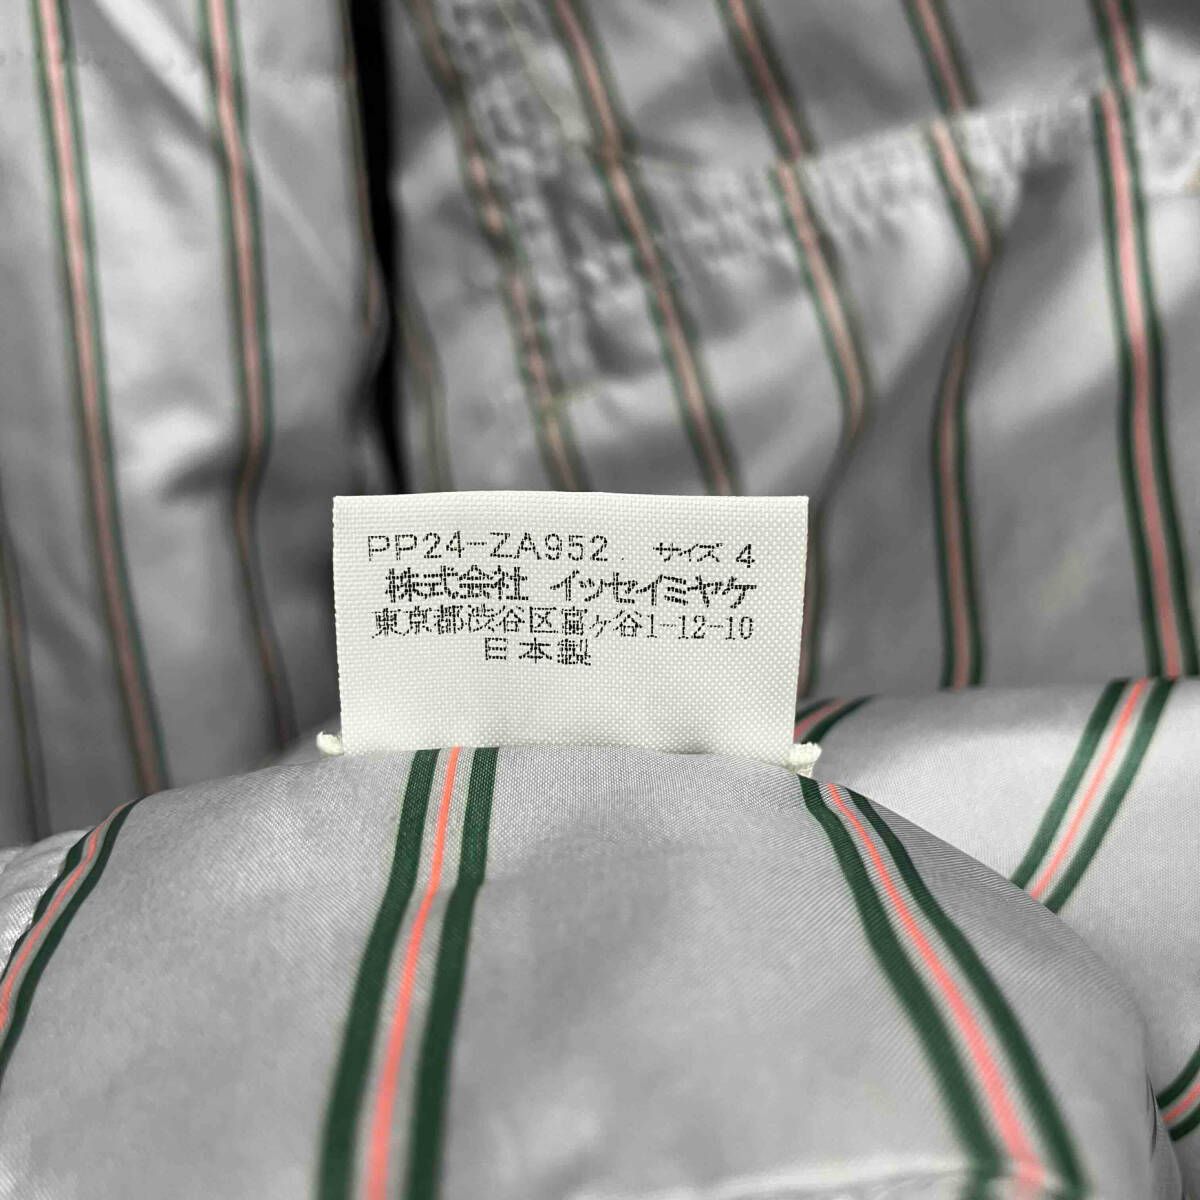 PP24-ZA952. サイズ 4
株式会社 イッセイミヤケ
東京都渋谷区富ヶ谷1-12-10
日本製